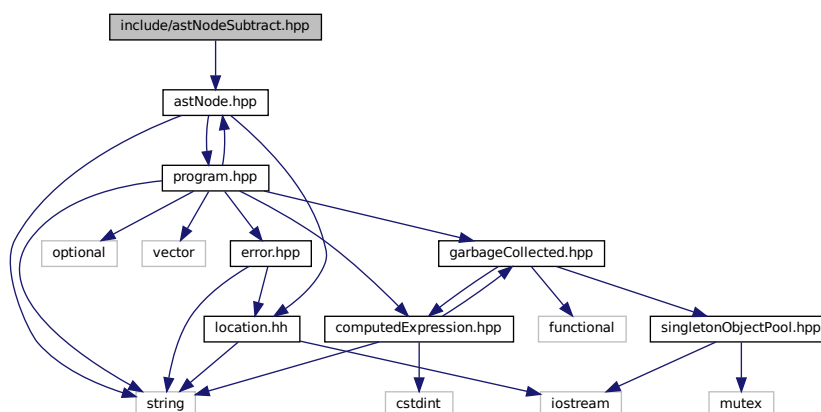 include/astNodeSubtract.hpp
astNode.hpp
program.hpp
optional
vector
error.hpp
garbageCollected.hpp
location.hh
computedExpression.hpp
functional
singletonObjectPool.hpp
string
cstdint
iostream
mutex